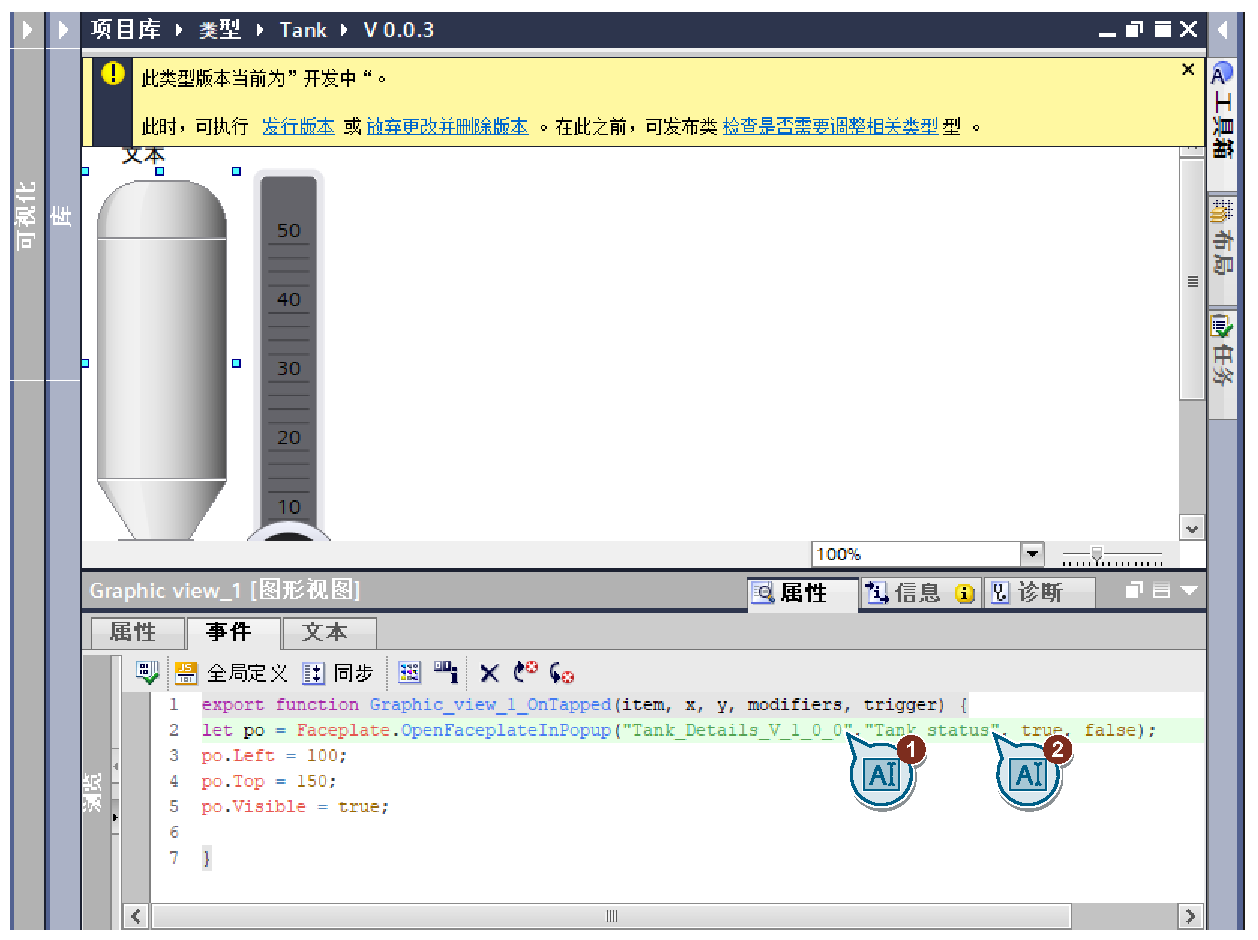 项目库 类型 Tank V 0.0.3
此类型版本当前为”开发中“。
此时，可执行 发行版本 或 放弃更改并删除版本 。在此之前，可发布类 检查是否需要调整相关类型 型 。
可视化
库
文本
50
40
30
20
10
工具箱
布局
任务
100%
Graphic view_1 [图形视图]
属性 信息 诊断
属性 事件 文本
全局定义 同步
浏览
1 export function Graphic_view_1_OnTapped(item, x, y, modifiers, trigger) {
2 let po = Faceplate.OpenFaceplateInPopup("Tank_Details_V_1_0_0","Tank status", true, false);
3 po.Left = 100;
4 po.Top = 150;
5 po.Visible = true;
6
7 }
AI 1
AI 2